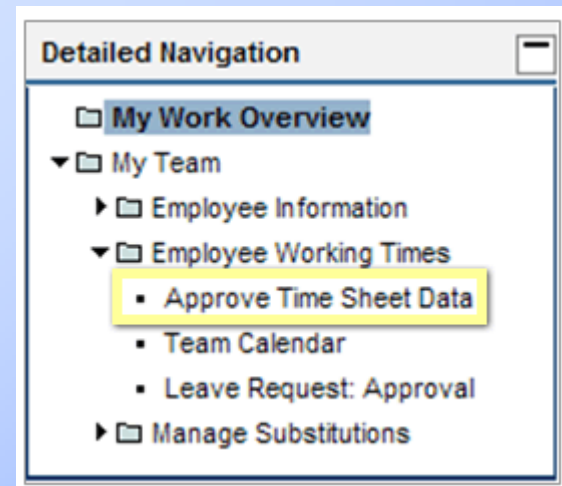 Detailed Navigation
My Work Overview
My Team
Employee Information
Employee Working Times
Approve Time Sheet Data
Team Calendar
Leave Request: Approval
Manage Substitutions